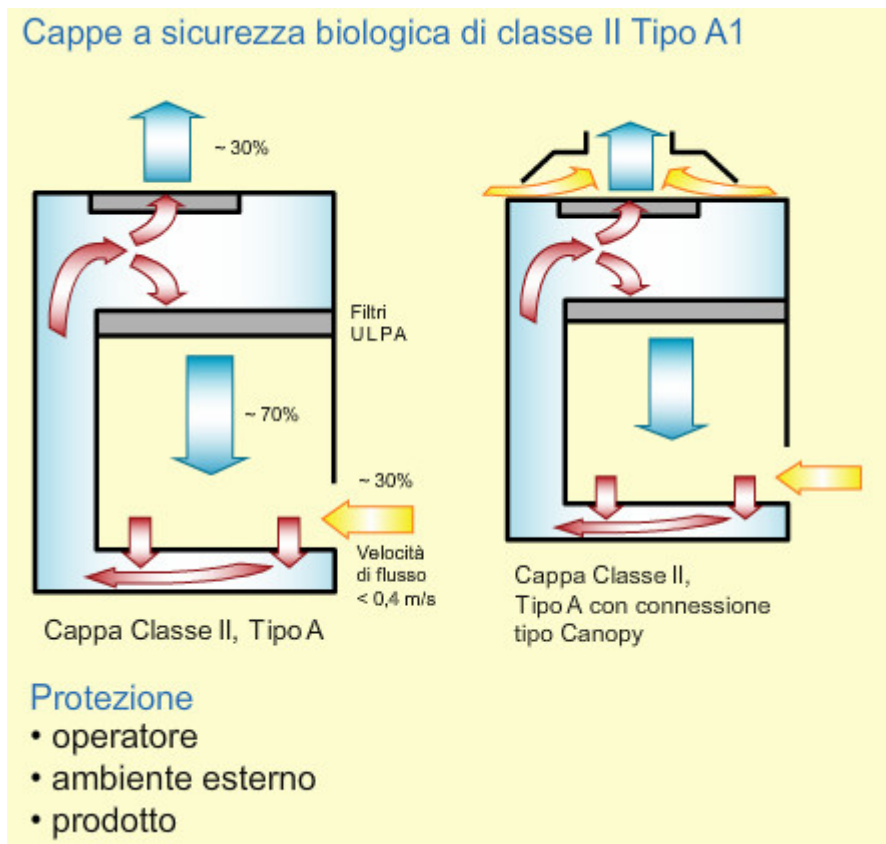 Cappe a sicurezza biologica di classe II Tipo A1
~ 30%
Filtri
ULPA
~ 70%
~ 30%
Velocità
di flusso
< 0,4 m/s
Cappa Classe II, Tipo A
Cappa Classe II,
Tipo A con connessione
tipo Canopy
Protezione
• operatore
• ambiente esterno
• prodotto